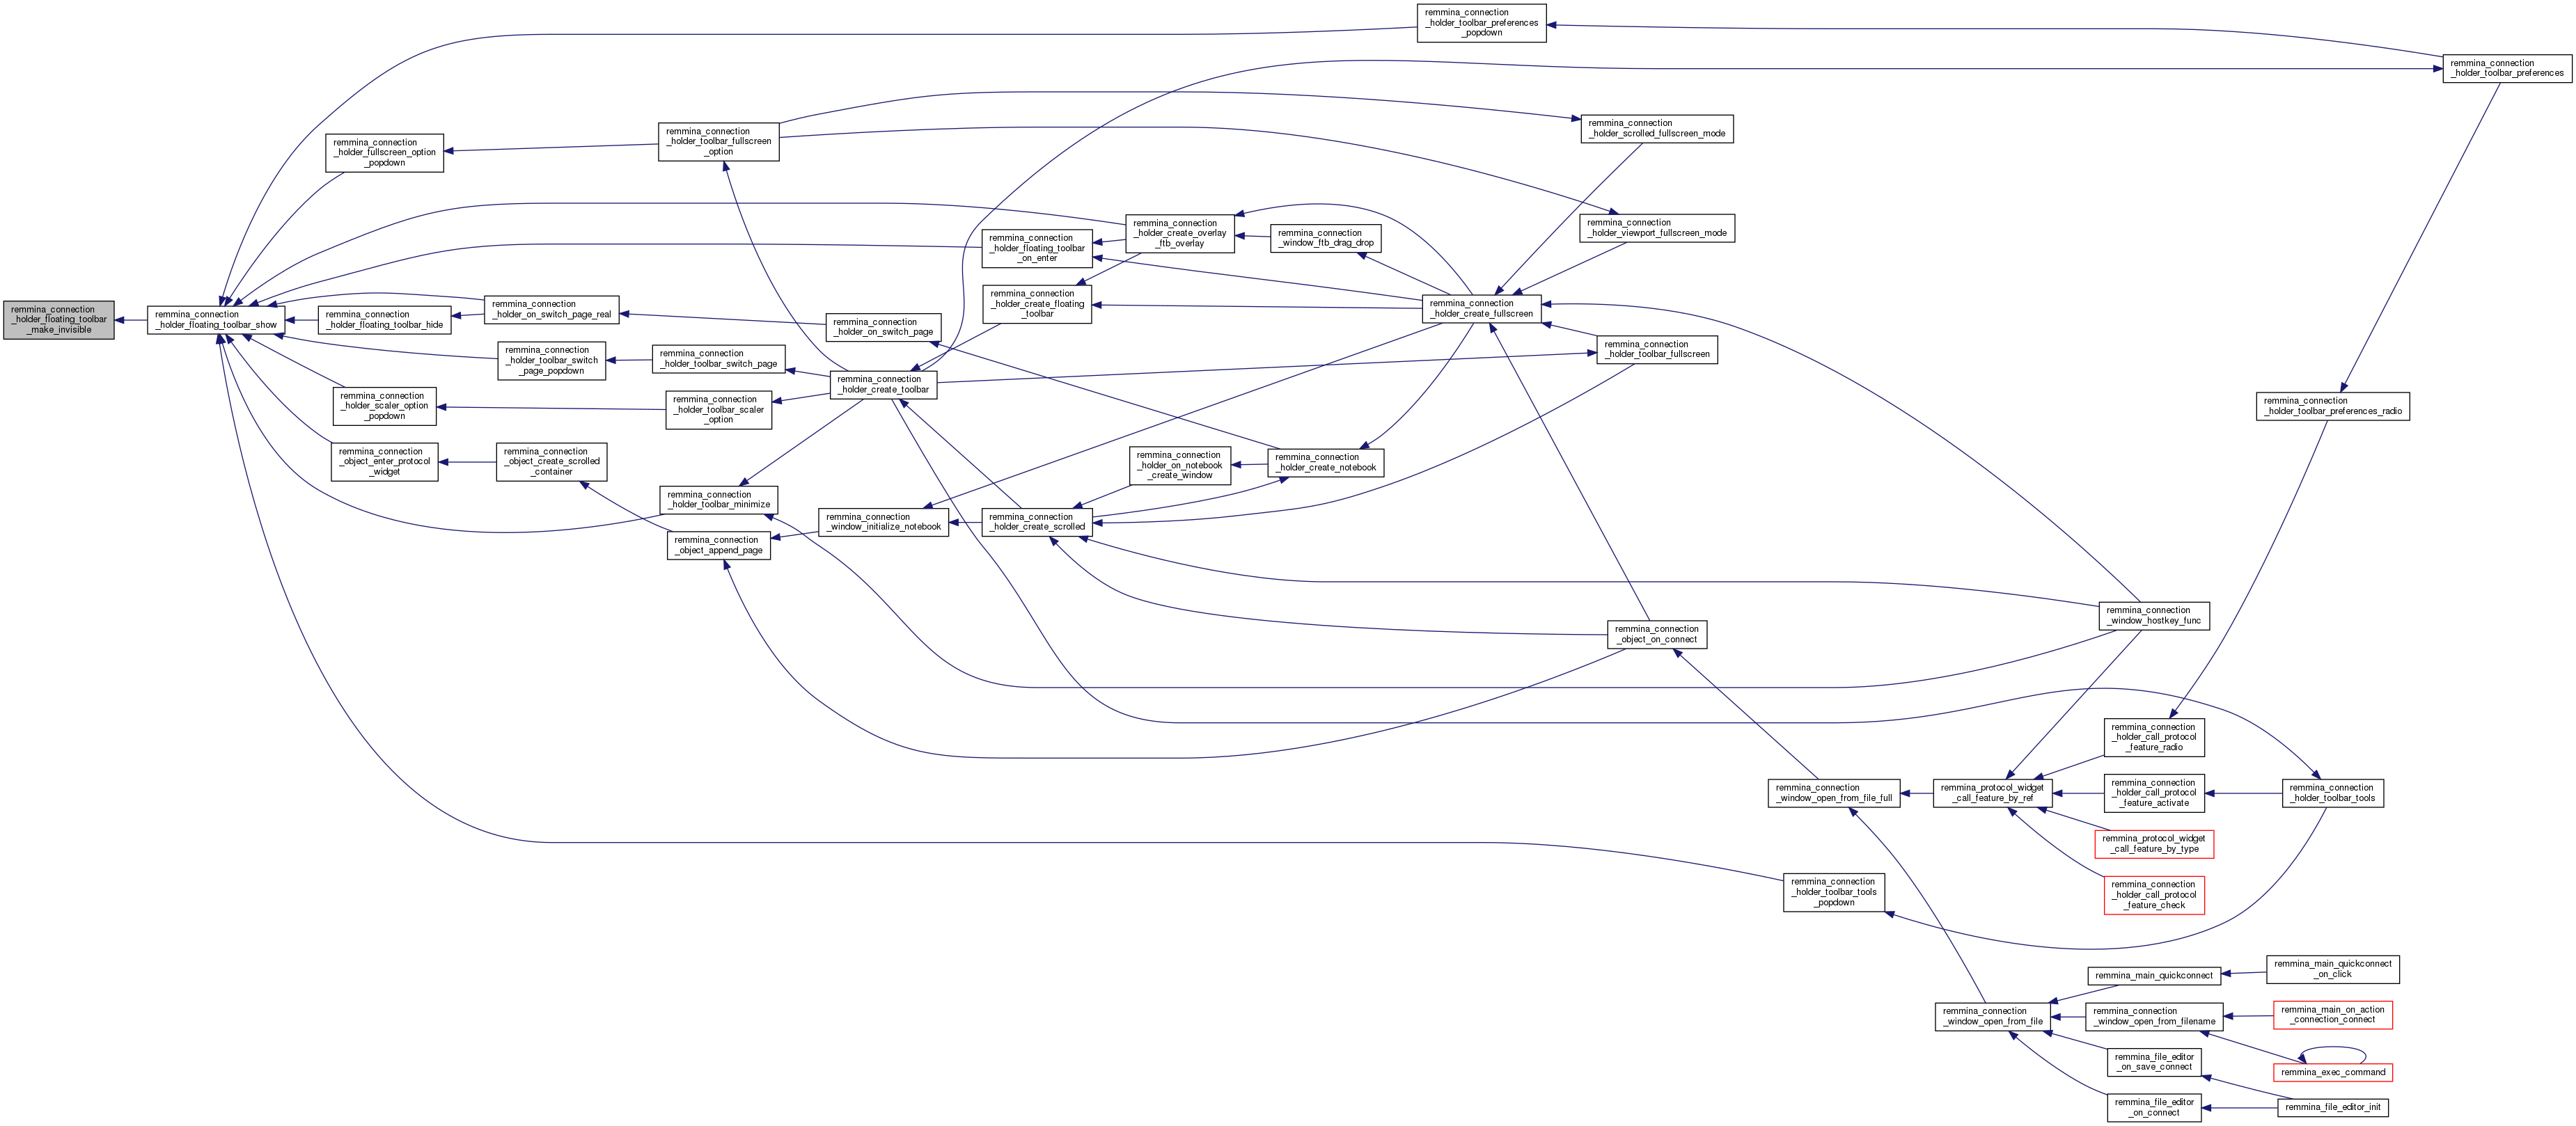 remmina_connection
_holder_floating_toolbar
_make_invisible
remmina_connection
_holder_floating_toolbar_show
remmina_connection
_holder_toolbar_preferences
_popdown
remmina_connection
_holder_toolbar_preferences
remmina_connection
_holder_fullscreen_option
_popdown
remmina_connection
_holder_toolbar_fullscreen
_option
remmina_connection
_holder_scrolled_fullscreen_mode
remmina_connection
_holder_viewport_fullscreen_mode
remmina_connection
_holder_create_overlay
_ftb_overlay
remmina_connection
_window_ftb_drag_drop
remmina_connection
_holder_floating_toolbar
_on_enter
remmina_connection
_holder_create_floating
_toolbar
remmina_connection
_holder_create_fullscreen
remmina_connection
_holder_floating_toolbar_hide
remmina_connection
_holder_on_switch_page_real
remmina_connection
_holder_on_switch_page
remmina_connection
_holder_toolbar_switch
_page_popdown
remmina_connection
_holder_toolbar_switch_page
remmina_connection
_holder_toolbar_fullscreen
remmina_connection
_holder_create_toolbar
remmina_connection
_holder_scaler_option
_popdown
remmina_connection
_holder_toolbar_scaler
_option
remmina_connection
_holder_toolbar_preferences_radio
remmina_connection
_object_enter_protocol
_widget
remmina_connection
_object_create_scrolled
_container
remmina_connection
_holder_on_notebook
_create_window
remmina_connection
_holder_create_notebook
remmina_connection
_holder_toolbar_minimize
remmina_connection
_window_initialize_notebook
remmina_connection
_holder_create_scrolled
remmina_connection
_object_append_page
remmina_connection
_window_hostkey_func
remmina_connection
_object_on_connect
remmina_connection
_holder_call_protocol
_feature_radio
remmina_connection
_window_open_from_file_full
remmina_protocol_widget
_call_feature_by_ref
remmina_connection
_holder_call_protocol
_feature_activate
remmina_connection
_holder_toolbar_tools
remmina_protocol_widget
_call_feature_by_type
remmina_connection
_holder_toolbar_tools
_popdown
remmina_connection
_holder_call_protocol
_feature_check
remmina_main_quickconnect
remmina_main_quickconnect
_on_click
remmina_connection
_window_open_from_file
remmina_connection
_window_open_from_filename
remmina_main_on_action
_connection_connect
remmina_file_editor
_on_save_connect
remmina_exec_command
remmina_file_editor
_on_connect
remmina_file_editor_init